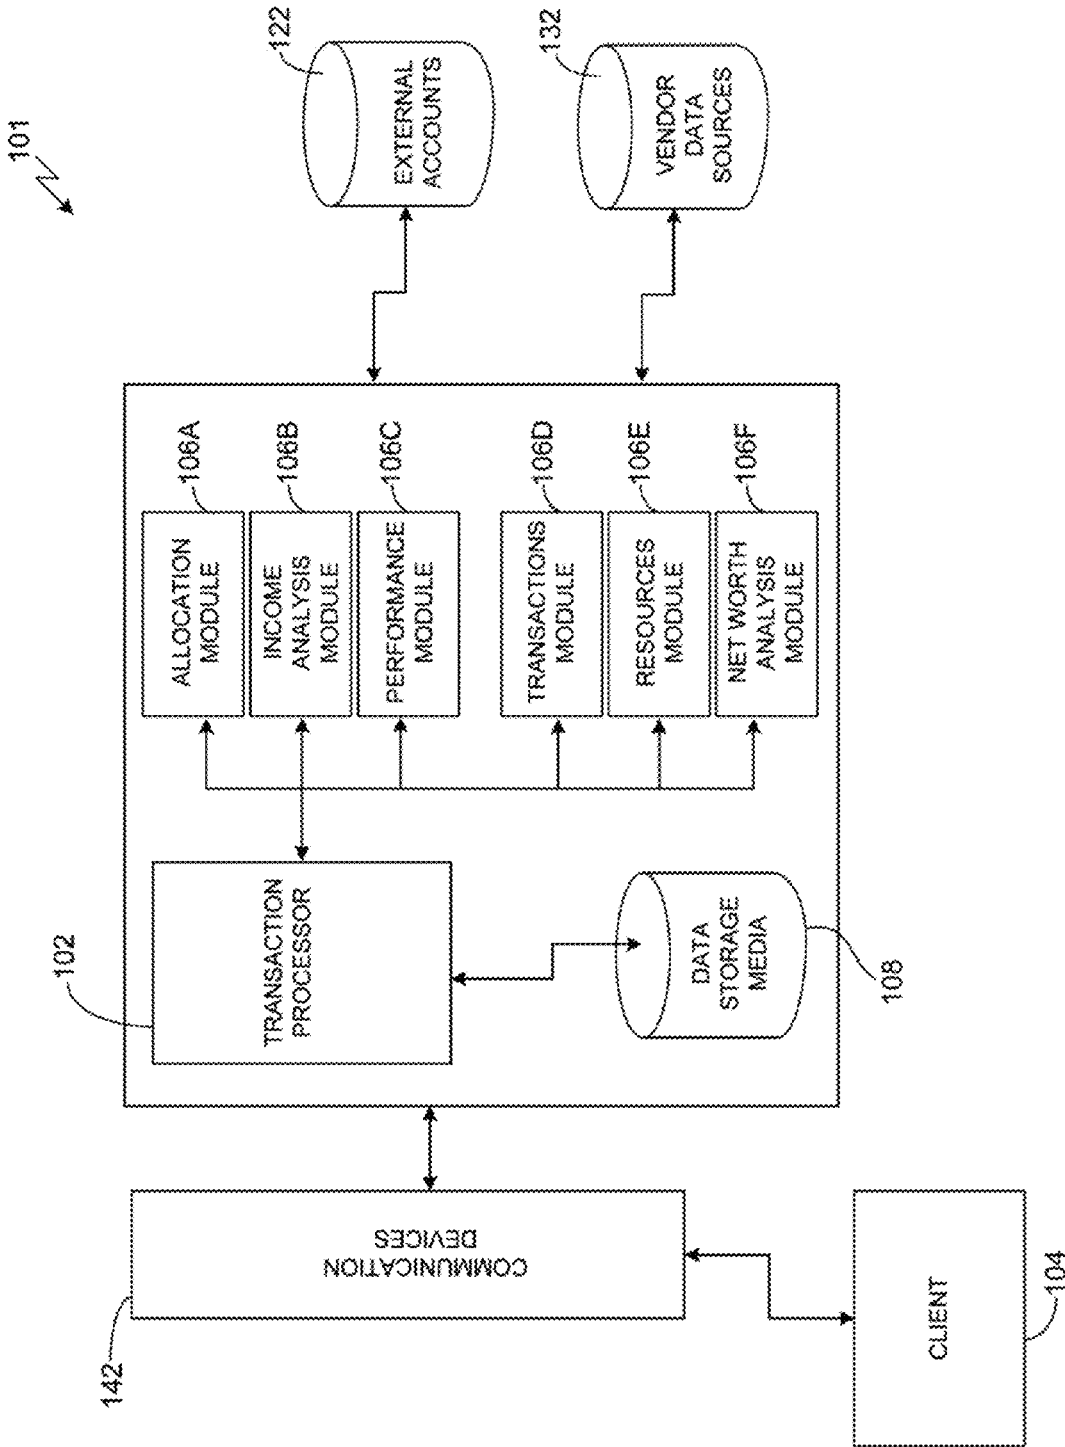 101
142
COMMUNICATION
DEVICES
CLIENT
104
102
TRANSACTION
PROCESSOR
DATA
STORAGE
MEDIA
108
ALLOCATION
MODULE
106A
INCOME
ANALYSIS
MODULE
106B
PERFORMANCE
MODULE
106C
TRANSACTIONS
MODULE
106D
RESOURCES
MODULE
106E
NET WORTH
ANALYSIS
MODULE
106F
122
EXTERNAL
ACCOUNTS
132
VENDOR
DATA
SOURCES